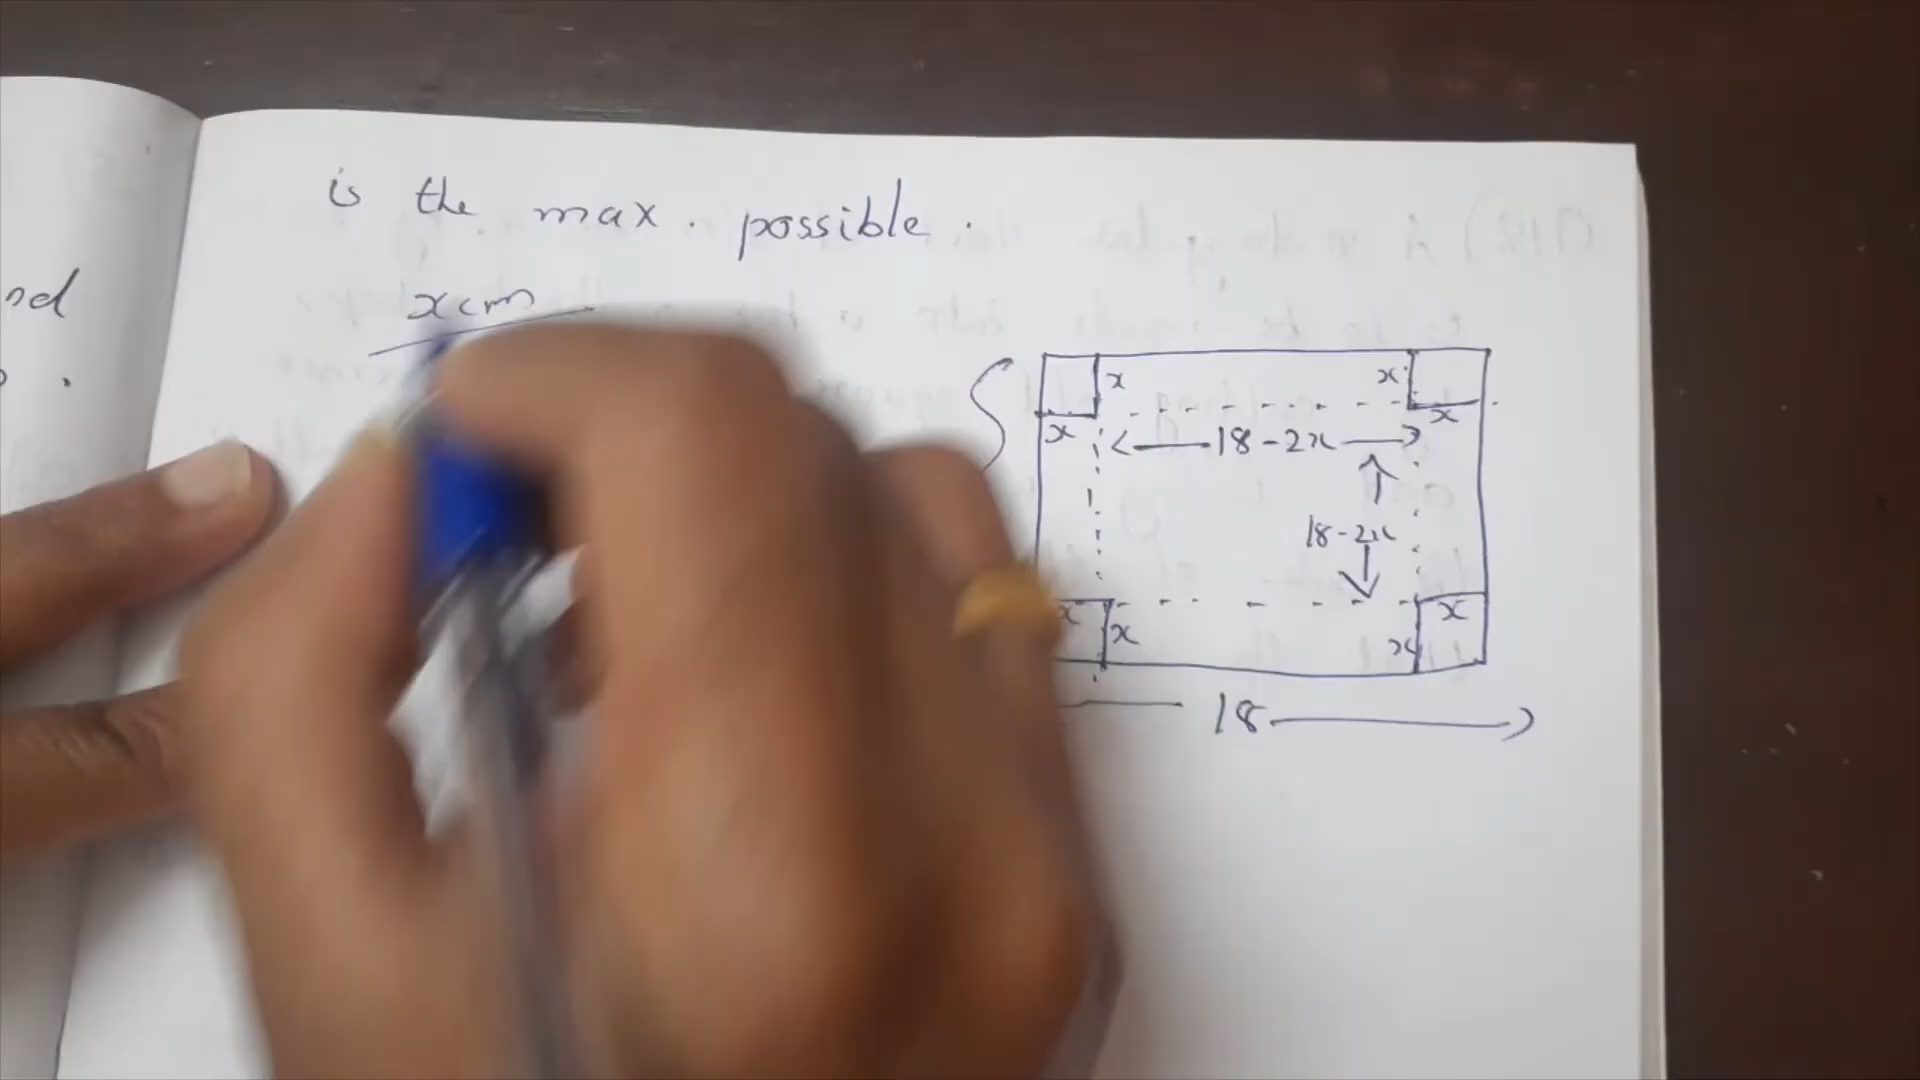 is the max. possible.
nd
x cm
x
x
x
x
<——18-2x——>
18-2x
x
x
x
x
—— 18 ——>